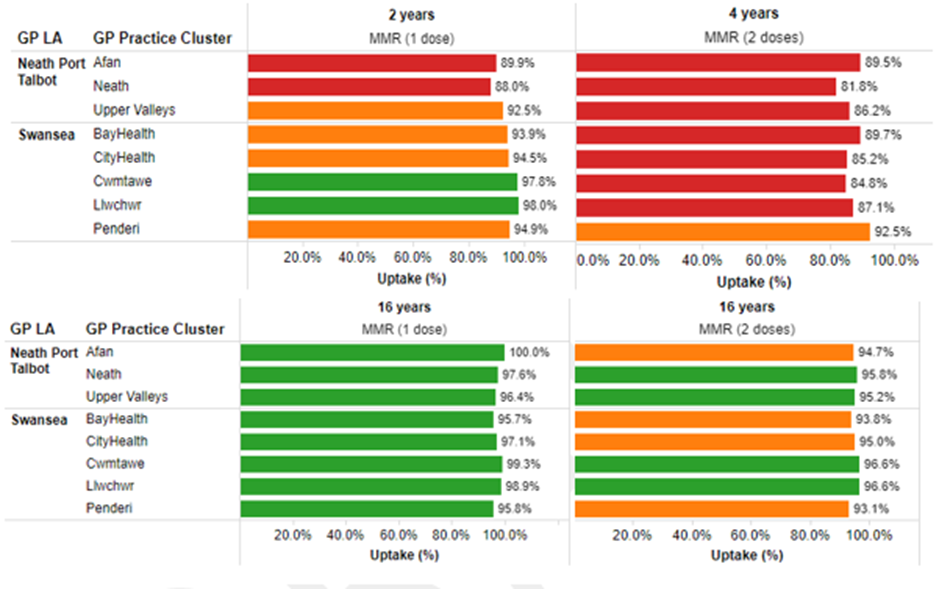 2 years 4 years
GP LA GP Practice Cluster MMR (1 dose) MMR (2 doses)
Neath Port Talbot Afan 89.9% 89.5%
Neath 88.0% 81.8%
Upper Valleys 92.5% 86.2%
Swansea BayHealth 93.9% 89.7%
CityHealth 94.5% 85.2%
Cwmtawe 97.8% 84.8%
Llwchwr 98.0% 87.1%
Penderi 94.9% 92.5%
20.0% 40.0% 60.0% 80.0% 100.0% 0.0% 20.0% 40.0% 60.0% 80.0% 100.0%
Uptake (%) Uptake (%)
16 years 16 years
GP LA GP Practice Cluster MMR (1 dose) MMR (2 doses)
Neath Port Talbot Afan 100.0% 94.7%
Neath 97.6% 95.8%
Upper Valleys 96.4% 95.2%
Swansea BayHealth 95.7% 93.8%
CityHealth 97.1% 95.0%
Cwmtawe 99.3% 96.6%
Llwchwr 98.9% 96.6%
Penderi 95.8% 93.1%
20.0% 40.0% 60.0% 80.0% 100.0% 20.0% 40.0% 60.0% 80.0% 100.0%
Uptake (%) Uptake (%)